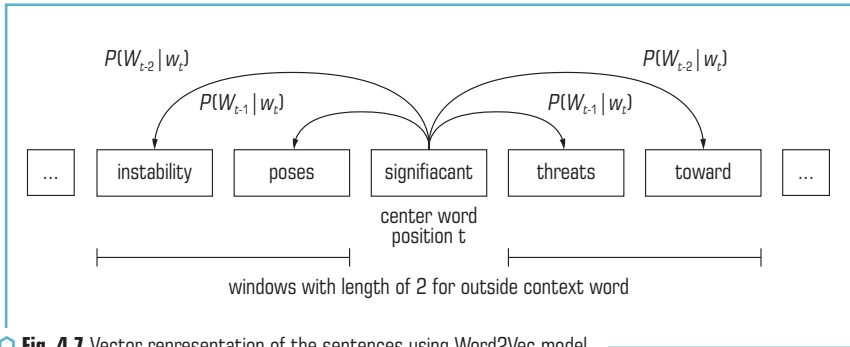 P(W_{t-2} | w_t) P(W_{t-2} | w_t)
P(W_{t-1} | w_t) P(W_{t-1} | w_t)
... instability poses signifiacant threats toward ...
center word
position t
windows with length of 2 for outside context word
Fig. 4.7 Vector representation of the sentences using Word2Vec model